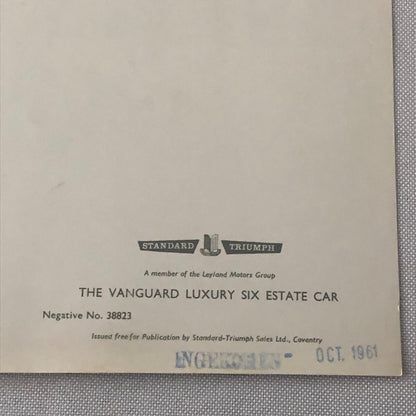 STANDARD TRIUMPH
A member of the Leyland Motors Group
THE VANGUARD LUXURY SIX ESTATE CAR
Negative No. 38823
Issued free for Publication by Standard-Triumph Sales Ltd., Coventry
OCT. 1961